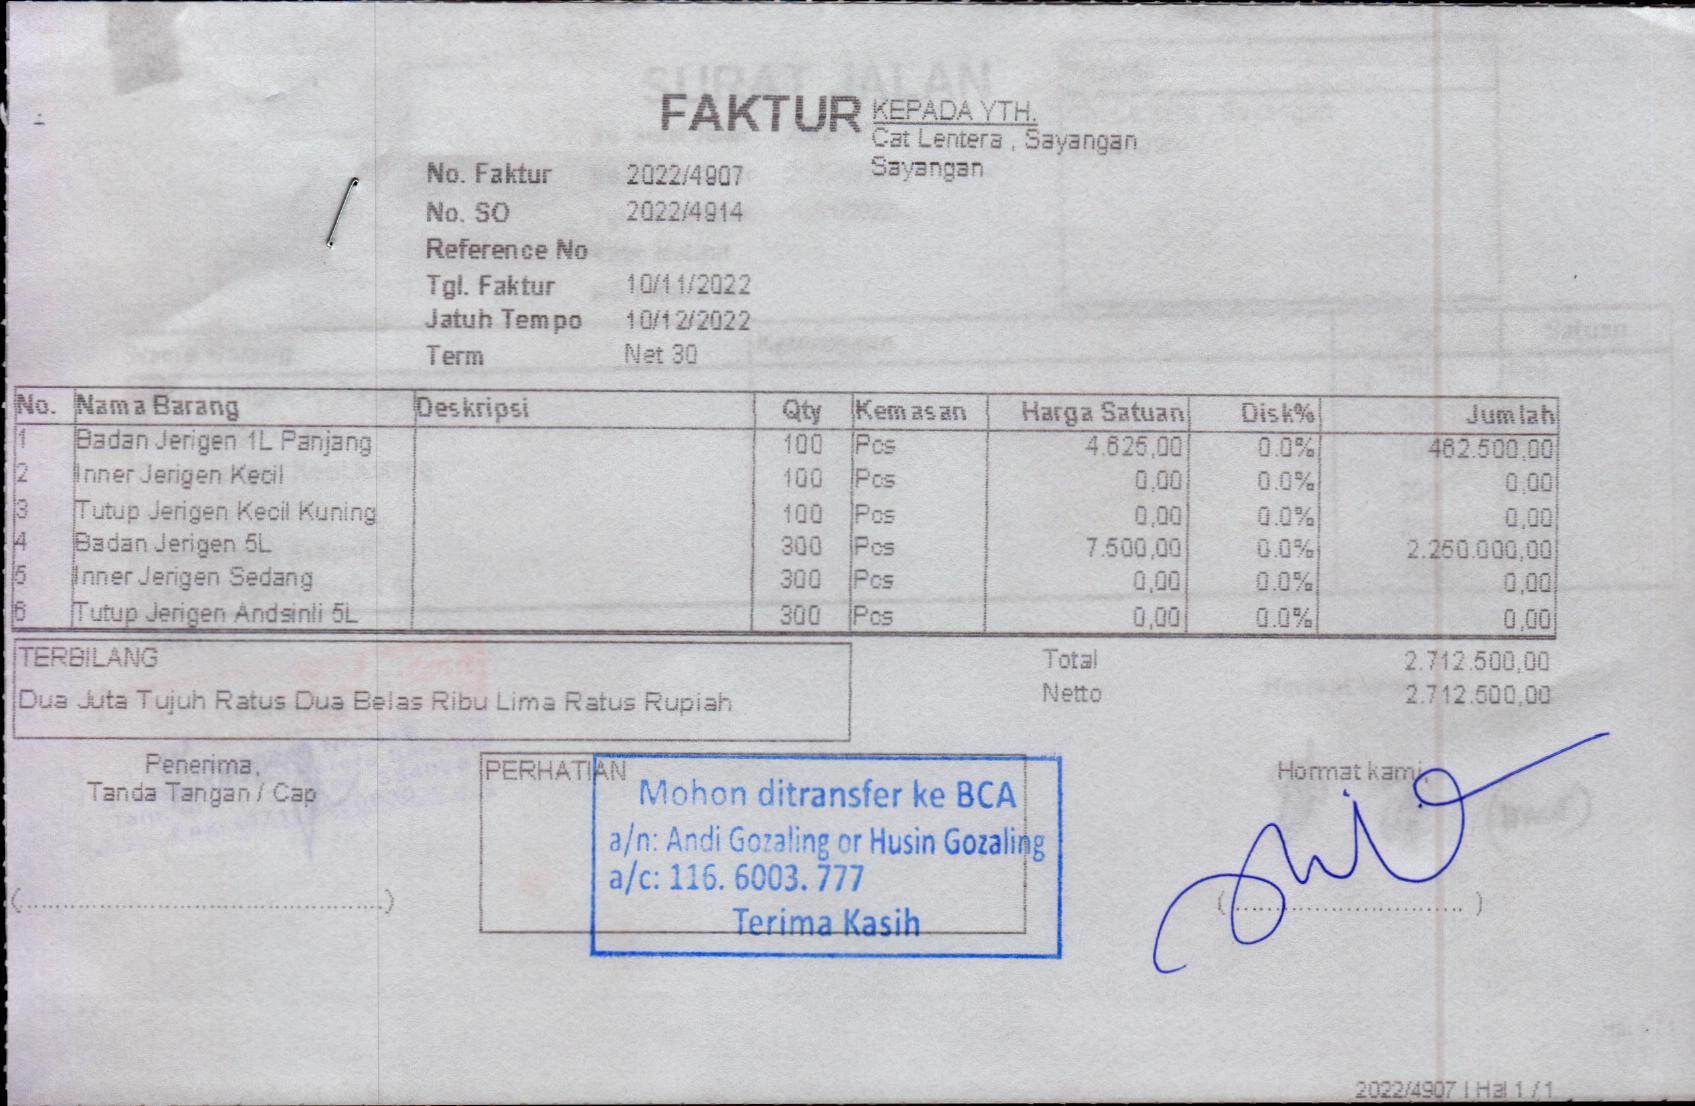 FAKTUR
KEPADA YTH.
Cat Lentera , Sayangan
Sayangan
No. Faktur 2022/4907
No. SO 2022/4914
Reference No
Tgl. Faktur 10/11/2022
Jatuh Tempo 10/12/2022
Term Net 30
No. Nama Barang Deskripsi Qty Kemasan Harga Satuan Disk% Jumlah
1 Badan Jerigen 1L Panjang 100 Pcs 4.625,00 0.0% 462.500,00
2 Inner Jerigen Kecil 100 Pcs 0,00 0.0% 0,00
3 Tutup Jerigen Kecil Kuning 100 Pcs 0,00 0.0% 0,00
4 Badan Jerigen 5L 300 Pcs 7.500,00 0.0% 2.250.000,00
5 Inner Jerigen Sedang 300 Pcs 0,00 0.0% 0,00
6 Tutup Jerigen Andsinli 5L 300 Pcs 0,00 0.0% 0,00
TERBILANG
Dua Juta Tujuh Ratus Dua Belas Ribu Lima Ratus Rupiah
Total 2.712.500,00
Netto 2.712.500,00
Penerima,
Tanda Tangan / Cap
(..........................................)
PERHATIAN
Mohon ditransfer ke BCA
a/n: Andi Gozaling or Husin Gozaling
a/c: 116. 6003. 777
Terima Kasih
Hormat kami,
(..............................)
2022/4907 | Hal 1 / 1